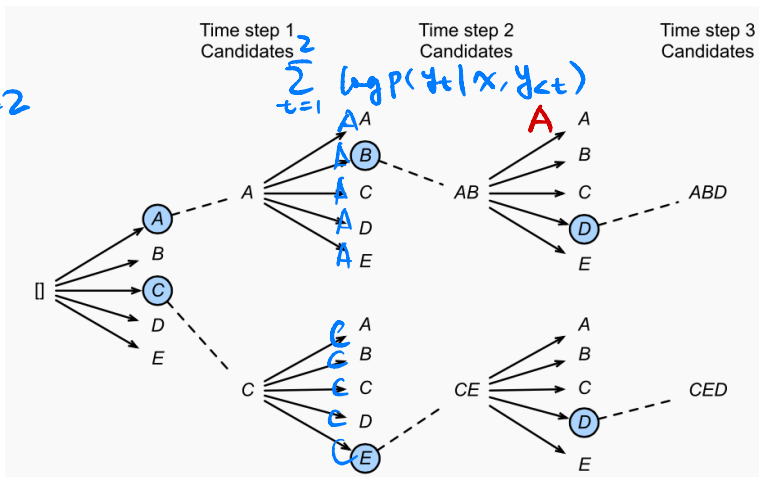 Time step 1 Time step 2 Time step 3
Candidates Candidates Candidates
2
Σ log p(yt|x, y<t)
t=1
=2
A A A A
A B B
A A C AB C ABD
A A D D
B A E E
[] C
D C A A
E C B B
C C C CE C CED
C D D
C E E